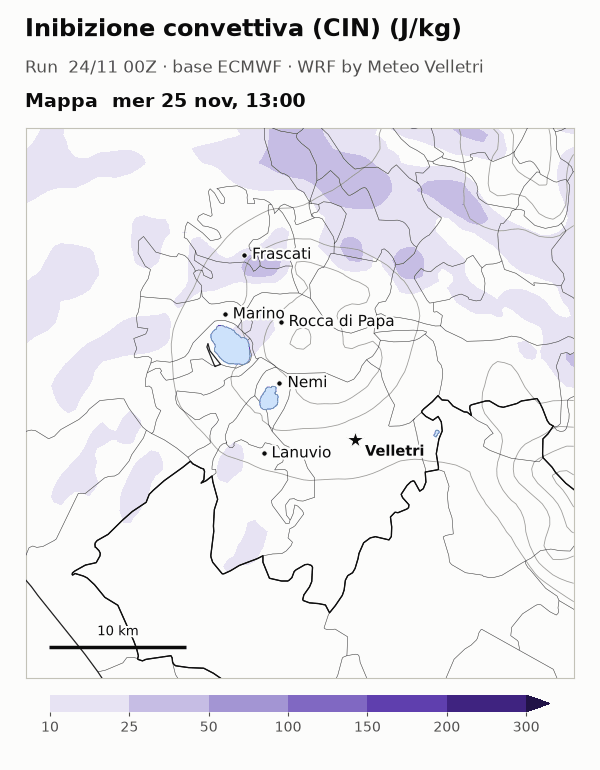 Inibizione convettiva (CIN) (J/kg)
Run  24/11 00Z · base ECMWF · WRF by Meteo Velletri
Mappa  mer 25 nov, 13:00
Frascati
Marino
Rocca di Papa
Nemi
Velletri
Lanuvio
10 km
10 25 50 100 150 200 300